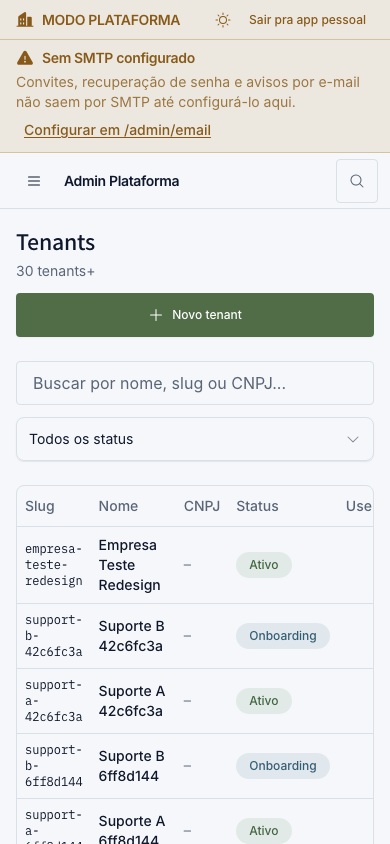 MODO PLATAFORMA
Sair pra app pessoal
Sem SMTP configurado
Convites, recuperação de senha e avisos por e-mail
não saem por SMTP até configurá-lo aqui.
Configurar em /admin/email
Admin Plataforma
Tenants
30 tenants+
Novo tenant
Buscar por nome, slug ou CNPJ...
Todos os status
Slug Nome CNPJ Status Use
empresa-
teste-
redesign
Empresa
Teste
Redesign
–
Ativo
support-
b-
42c6fc3a
Suporte B
42c6fc3a
–
Onboarding
support-
a-
42c6fc3a
Suporte A
42c6fc3a
–
Ativo
support-
b-
6ff8d144
Suporte B
6ff8d144
–
Onboarding
support-
a-
6ff8d144
Suporte A
6ff8d144
–
Ativo